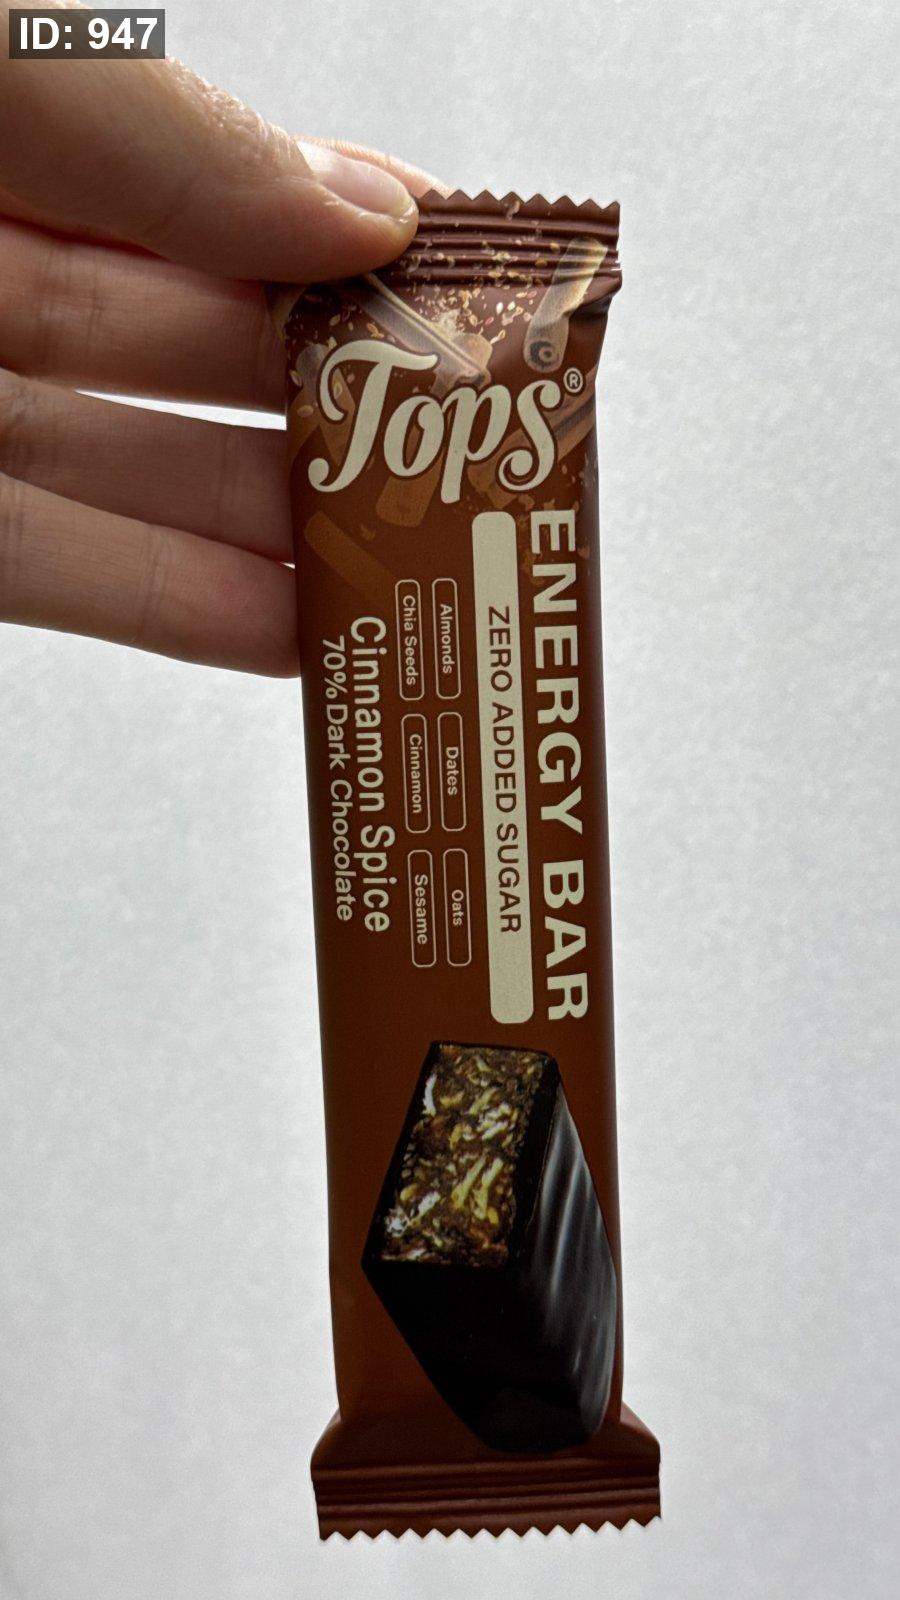 ID: 947
Tops®
ENERGY BAR
ZERO ADDED SUGAR
Almonds Dates Oats
Chia Seeds Cinnamon Sesame
Cinnamon Spice
70% Dark Chocolate